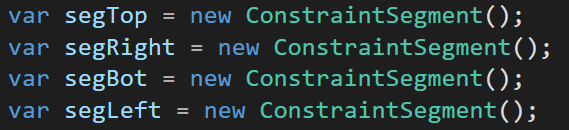 var segTop = new ConstraintSegment();
var segRight = new ConstraintSegment();
var segBot = new ConstraintSegment();
var segLeft = new ConstraintSegment();